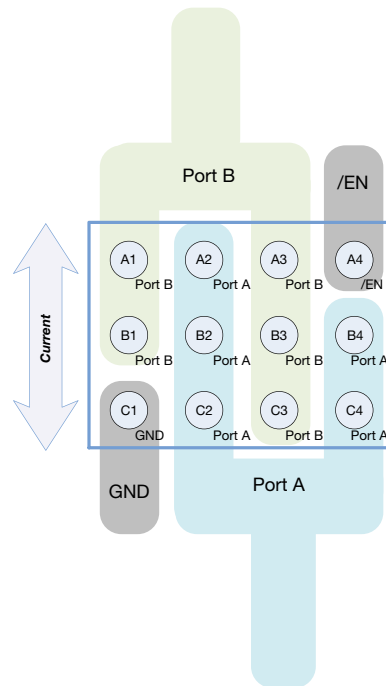 Port B
/EN
A1
A2
A3
A4
Port B
Port A
Port B
/EN
Current
B1
B2
B3
B4
Port B
Port A
Port B
Port A
C1
C2
C3
C4
GND
Port A
Port B
Port A
GND
Port A